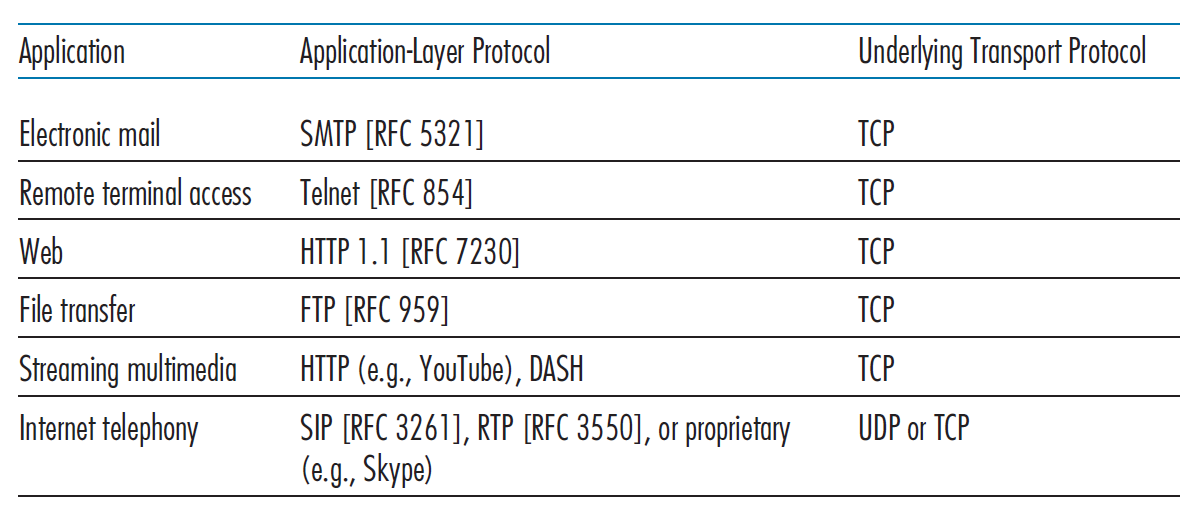 Application Application-Layer Protocol Underlying Transport Protocol
Electronic mail SMTP [RFC 5321] TCP
Remote terminal access Telnet [RFC 854] TCP
Web HTTP 1.1 [RFC 7230] TCP
File transfer FTP [RFC 959] TCP
Streaming multimedia HTTP (e.g., YouTube), DASH TCP
Internet telephony SIP [RFC 3261], RTP [RFC 3550], or proprietary UDP or TCP
(e.g., Skype)